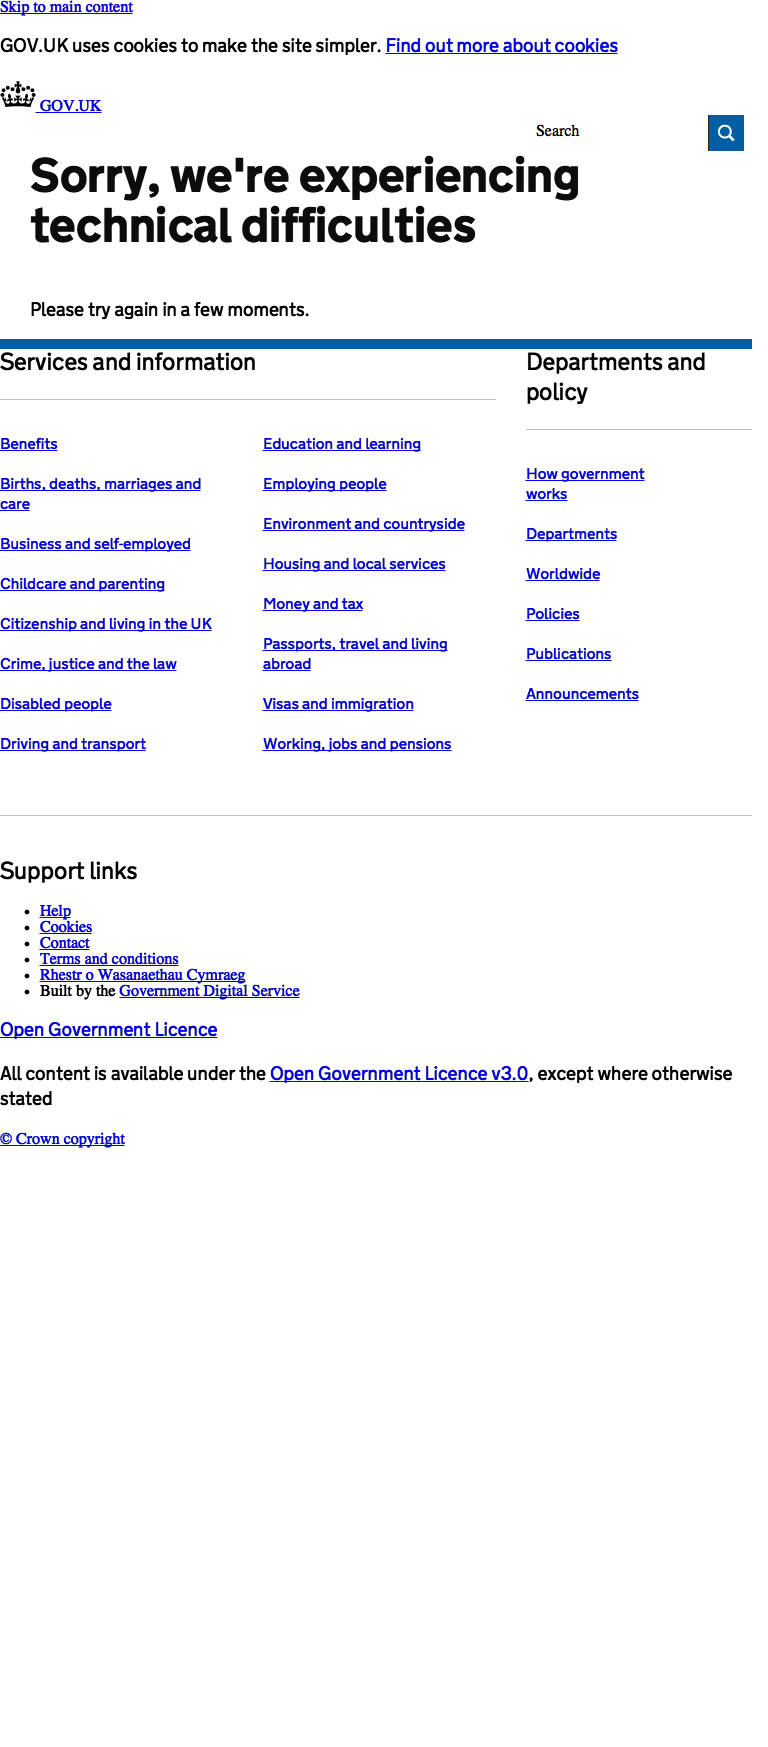 Skip to main content
GOV.UK uses cookies to make the site simpler. Find out more about cookies
GOV.UK
Search
Sorry, we're experiencing
technical difficulties
Please try again in a few moments.
Services and information
Benefits
Births, deaths, marriages and
care
Business and self-employed
Childcare and parenting
Citizenship and living in the UK
Crime, justice and the law
Disabled people
Driving and transport
Education and learning
Employing people
Environment and countryside
Housing and local services
Money and tax
Passports, travel and living
abroad
Visas and immigration
Working, jobs and pensions
Departments and
policy
How government
works
Departments
Worldwide
Policies
Publications
Announcements
Support links
Help
Cookies
Contact
Terms and conditions
Rhestr o Wasanaethau Cymraeg
Built by the Government Digital Service
Open Government Licence
All content is available under the Open Government Licence v3.0, except where otherwise
stated
© Crown copyright